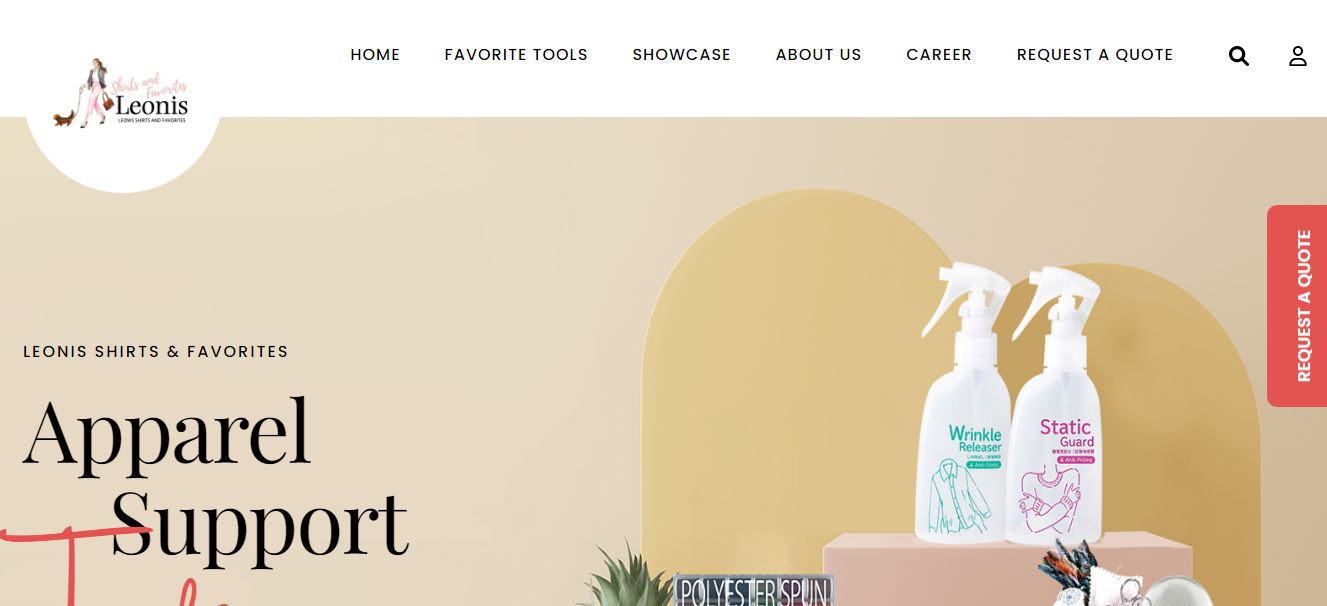 HOME FAVORITE TOOLS SHOWCASE ABOUT US CAREER REQUEST A QUOTE
Shirts and
Favorites
Leonis
LEONIS SHIRTS AND FAVORITES
REQUEST A QUOTE
LEONIS SHIRTS & FAVORITES
Apparel
Support
Wrinkle
Releaser
& Anti-Static
Static
Guard
& Anti-Pilling
POLYESTER SPUN